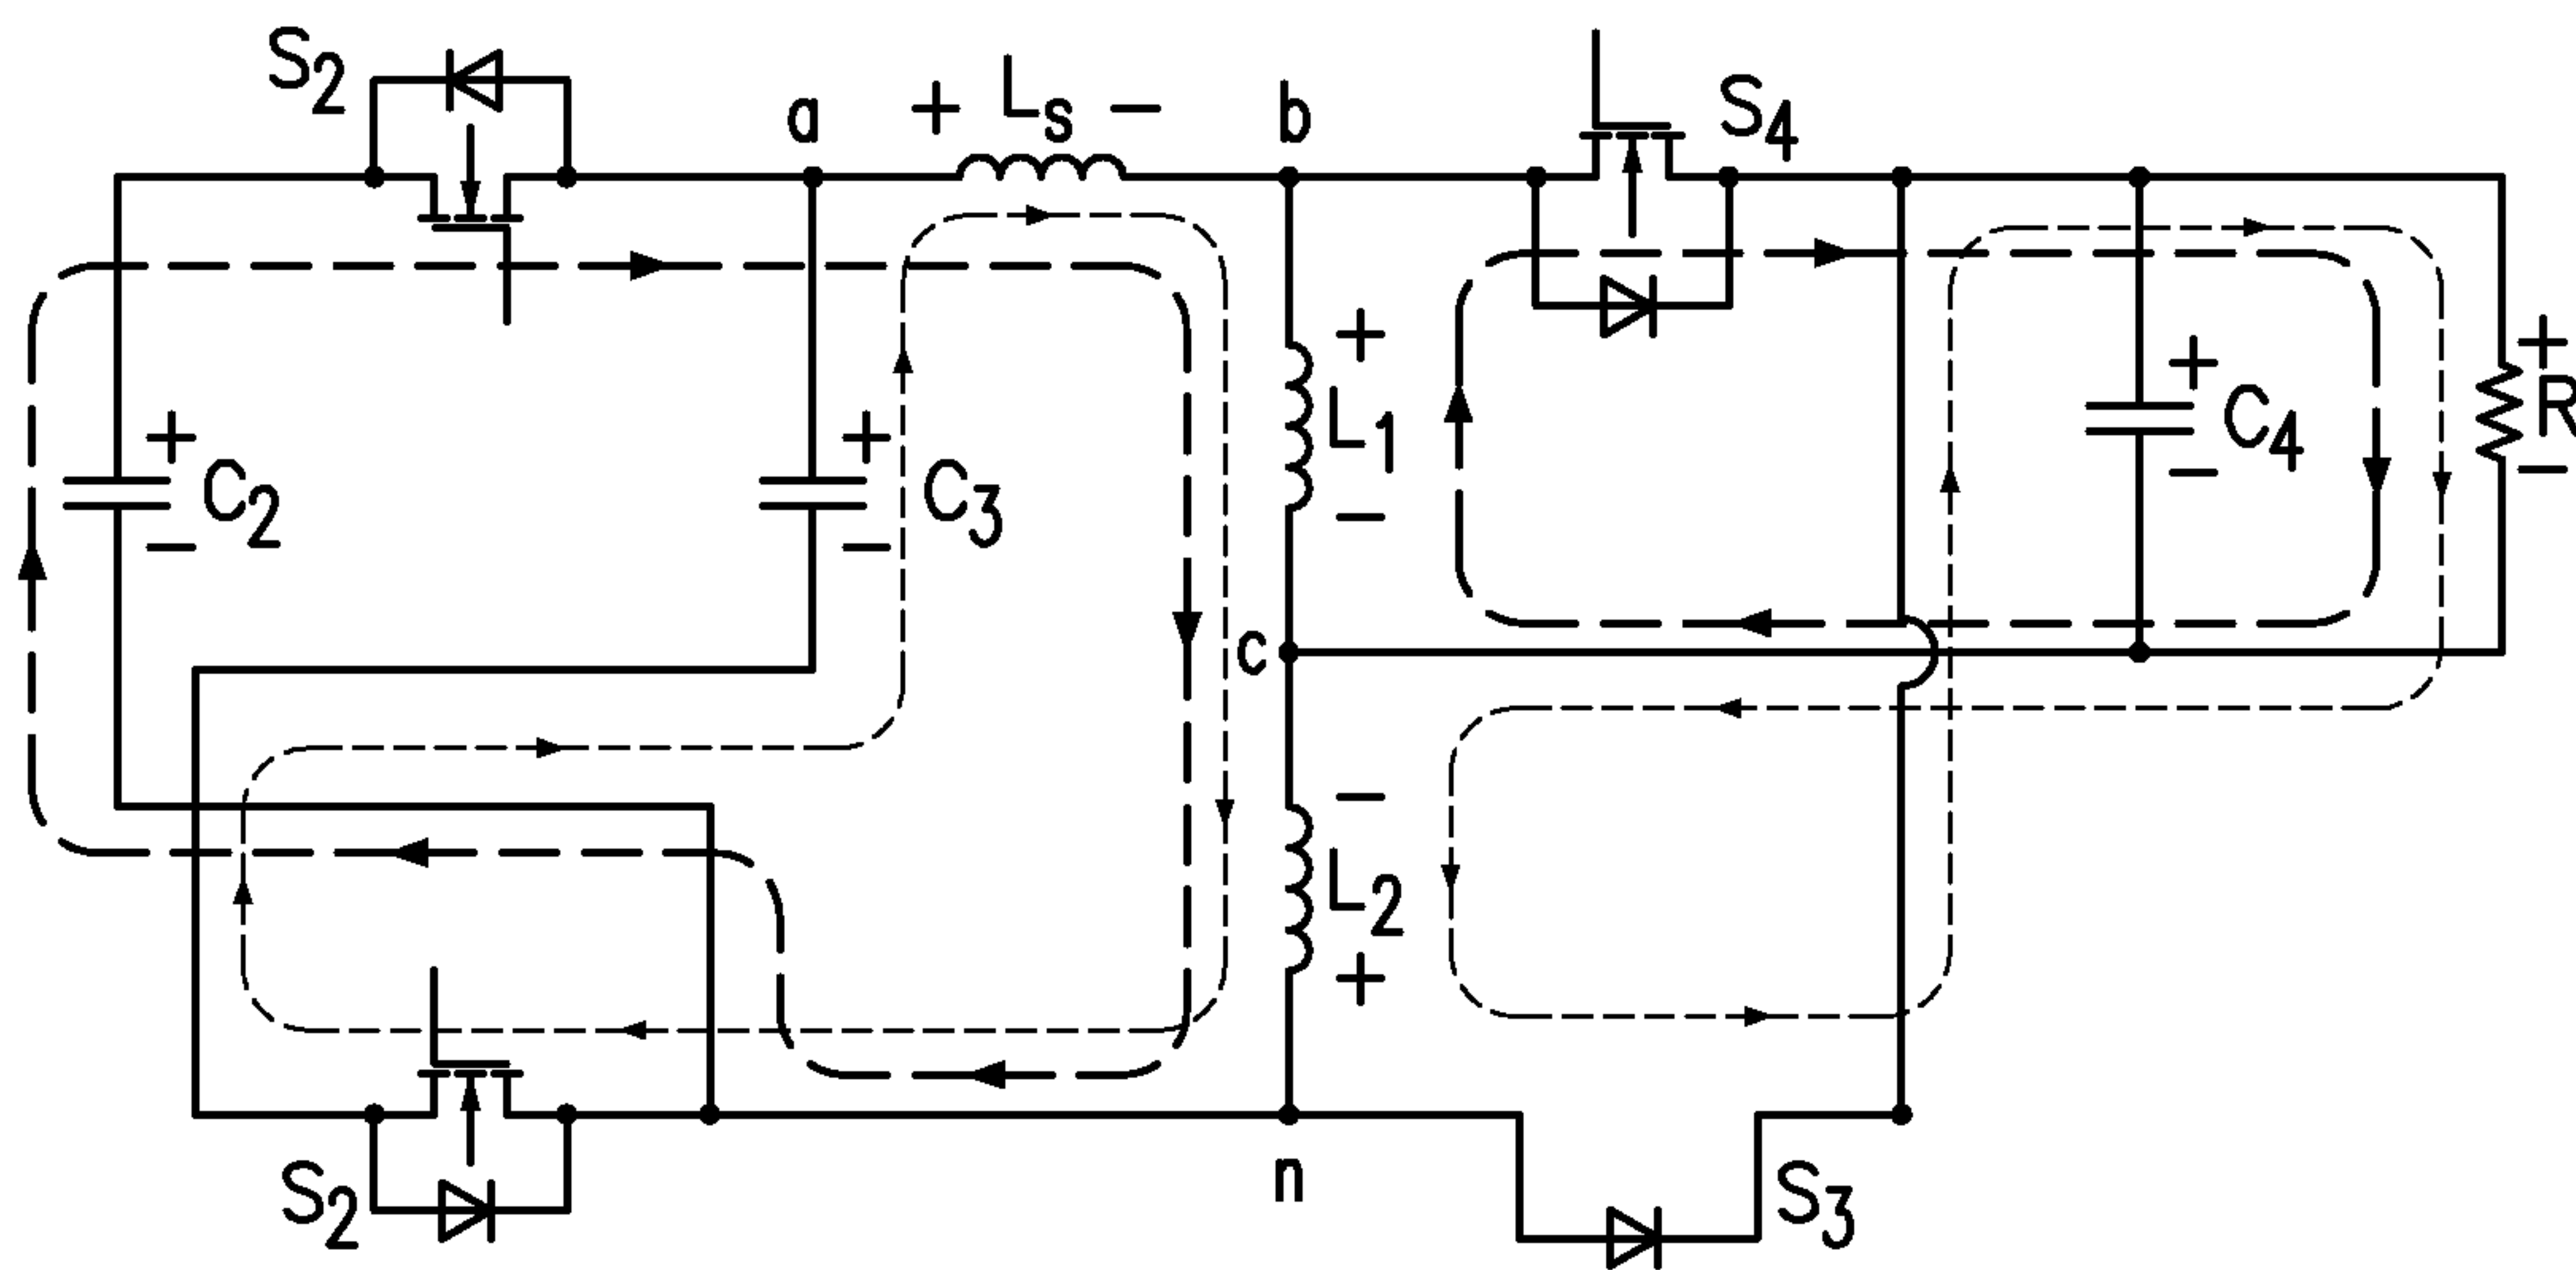 S2
a
+ Ls −
b
S4
+
C2
−
+
C3
−
+
L1
−
+
C4
−
+
R
−
c
−
L2
+
S2
n
S3